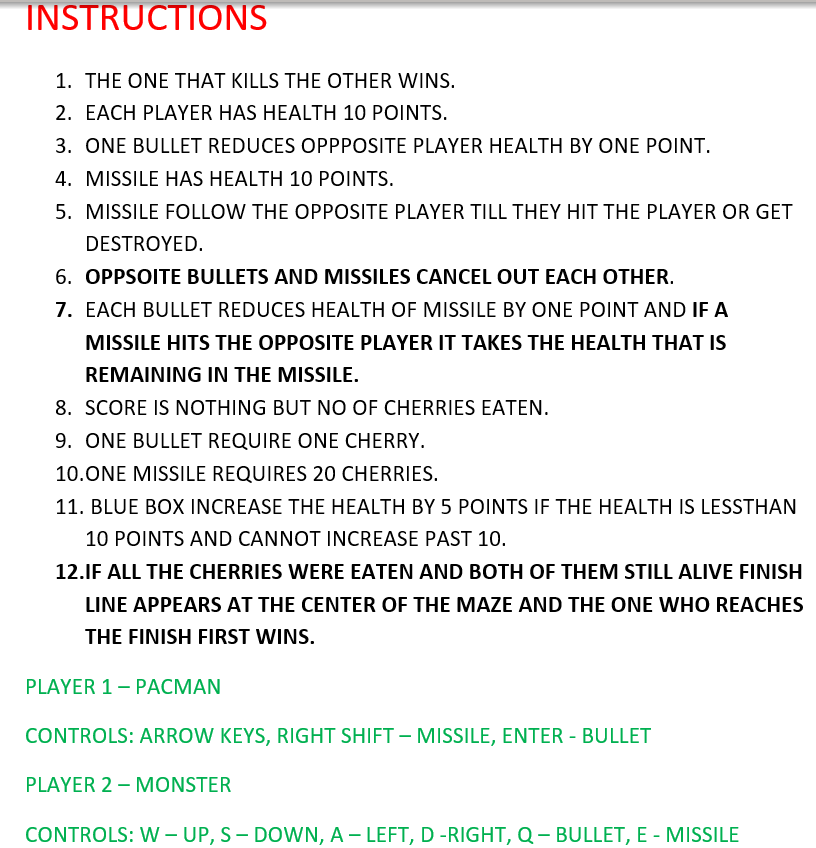 INSTRUCTIONS
1. THE ONE THAT KILLS THE OTHER WINS.
2. EACH PLAYER HAS HEALTH 10 POINTS.
3. ONE BULLET REDUCES OPPPOSITE PLAYER HEALTH BY ONE POINT.
4. MISSILE HAS HEALTH 10 POINTS.
5. MISSILE FOLLOW THE OPPOSITE PLAYER TILL THEY HIT THE PLAYER OR GET
DESTROYED.
6. OPPSOITE BULLETS AND MISSILES CANCEL OUT EACH OTHER.
7. EACH BULLET REDUCES HEALTH OF MISSILE BY ONE POINT AND IF A
MISSILE HITS THE OPPOSITE PLAYER IT TAKES THE HEALTH THAT IS
REMAINING IN THE MISSILE.
8. SCORE IS NOTHING BUT NO OF CHERRIES EATEN.
9. ONE BULLET REQUIRE ONE CHERRY.
10.ONE MISSILE REQUIRES 20 CHERRIES.
11. BLUE BOX INCREASE THE HEALTH BY 5 POINTS IF THE HEALTH IS LESSTHAN
10 POINTS AND CANNOT INCREASE PAST 10.
12.IF ALL THE CHERRIES WERE EATEN AND BOTH OF THEM STILL ALIVE FINISH
LINE APPEARS AT THE CENTER OF THE MAZE AND THE ONE WHO REACHES
THE FINISH FIRST WINS.
PLAYER 1 – PACMAN
CONTROLS: ARROW KEYS, RIGHT SHIFT – MISSILE, ENTER - BULLET
PLAYER 2 – MONSTER
CONTROLS: W – UP, S – DOWN, A – LEFT, D -RIGHT, Q – BULLET, E - MISSILE